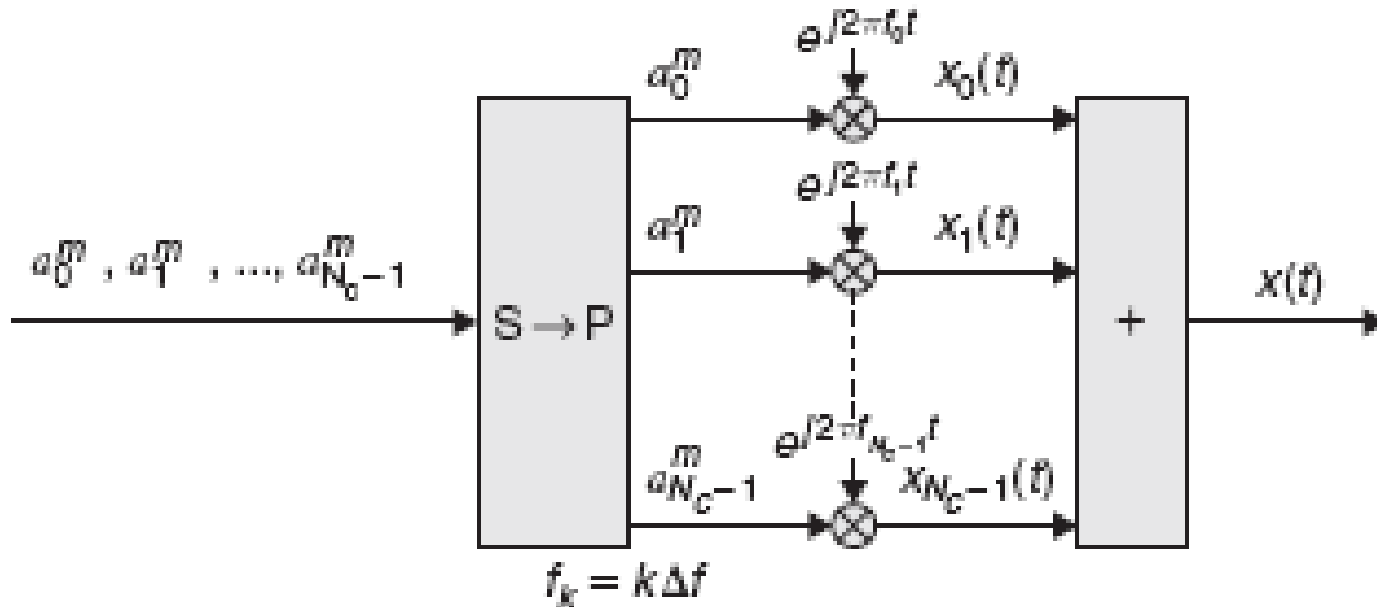 e^{j2πf_0t}
a_0^m
x_0(t)
e^{j2πf_1t}
a_1^m
x_1(t)
a_0^m , a_1^m , ..., a_{N_c-1}^m
S → P
+
x(t)
e^{j2πf_{N_c-1}t}
a_{N_C-1}^m
x_{N_C-1}(t)
f_k = kΔf